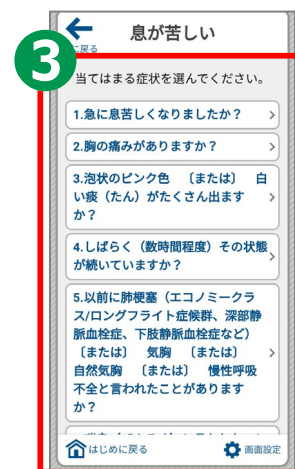 息が苦しい
に戻る
3
当てはまる症状を選んでください。
1.急に息苦しくなりましたか？
2.胸の痛みがありますか？
3.泡状のピンク色　〔または〕　白
い痰（たん）がたくさん出ます
か？
4.しばらく（数時間程度）その状態
が続いていますか？
5.以前に肺梗塞（エコノミークラ
ス/ロングフライト症候群、深部静
脈血栓症、下肢静脈血栓症など）
〔または〕　気胸　〔または〕
自然気胸　〔または〕　慢性呼吸
不全と言われたことがあります
か？
はじめに戻る
画面設定